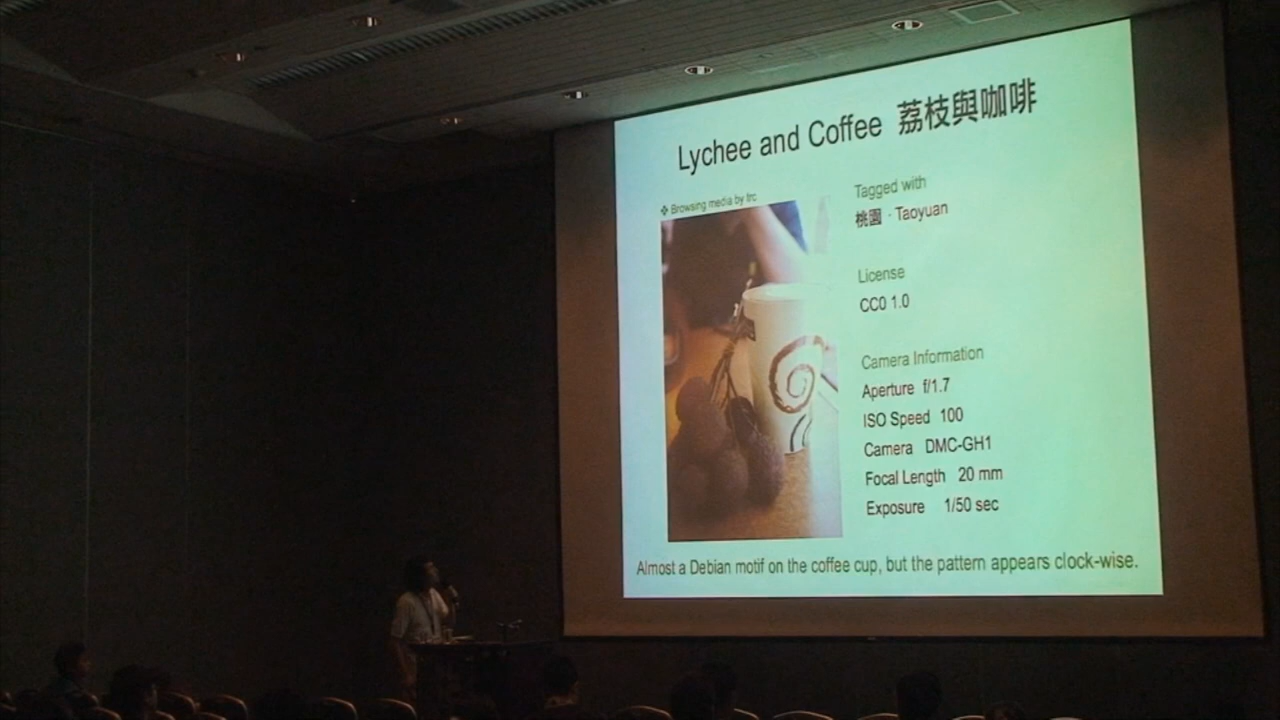 Lychee and Coffee 荔枝與咖啡
❖ Browsing media by frc
Tagged with
桃園 · Taoyuan
License
CC0 1.0
Camera Information
Aperture f/1.7
ISO Speed 100
Camera DMC-GH1
Focal Length 20 mm
Exposure 1/50 sec
Almost a Debian motif on the coffee cup, but the pattern appears clock-wise.